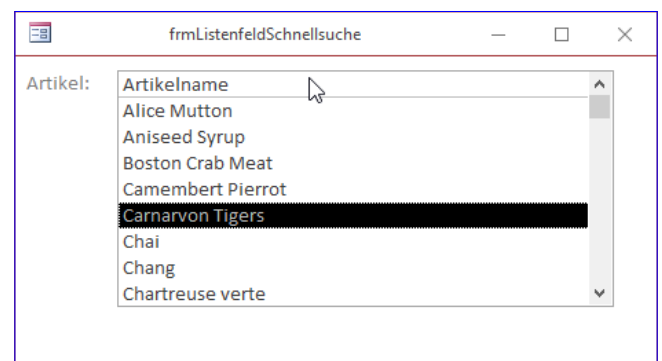 frmListenfeldSchnellsuche
Artikel:
Artikelname
Alice Mutton
Aniseed Syrup
Boston Crab Meat
Camembert Pierrot
Carnarvon Tigers
Chai
Chang
Chartreuse verte